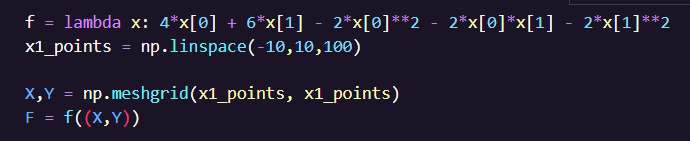 f = lambda x: 4*x[0] + 6*x[1] - 2*x[0]**2 - 2*x[0]*x[1] - 2*x[1]**2
x1_points = np.linspace(-10,10,100)
X,Y = np.meshgrid(x1_points, x1_points)
F = f((X,Y))